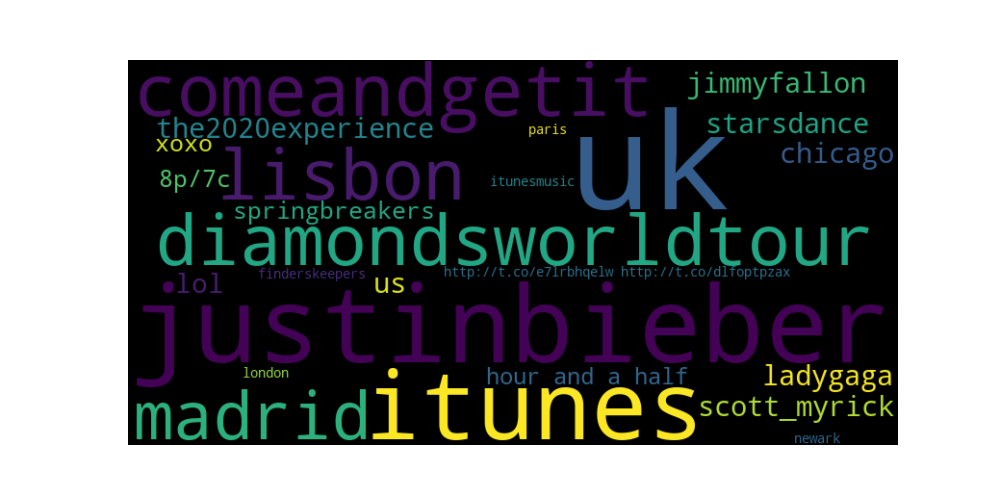 comeandgetit
jimmyfallon
the2020experience
paris
uk
starsdance
xoxo
lisbon
chicago
8p/7c
itunesmusic
springbreakers
diamondsworldtour
finderskeepers
http://t.co/e7lrbhqelw http://t.co/dlfoptpzax
lol
us
justinbieber
london
hour and a half
ladygaga
madrid
itunes
scott_myrick
newark